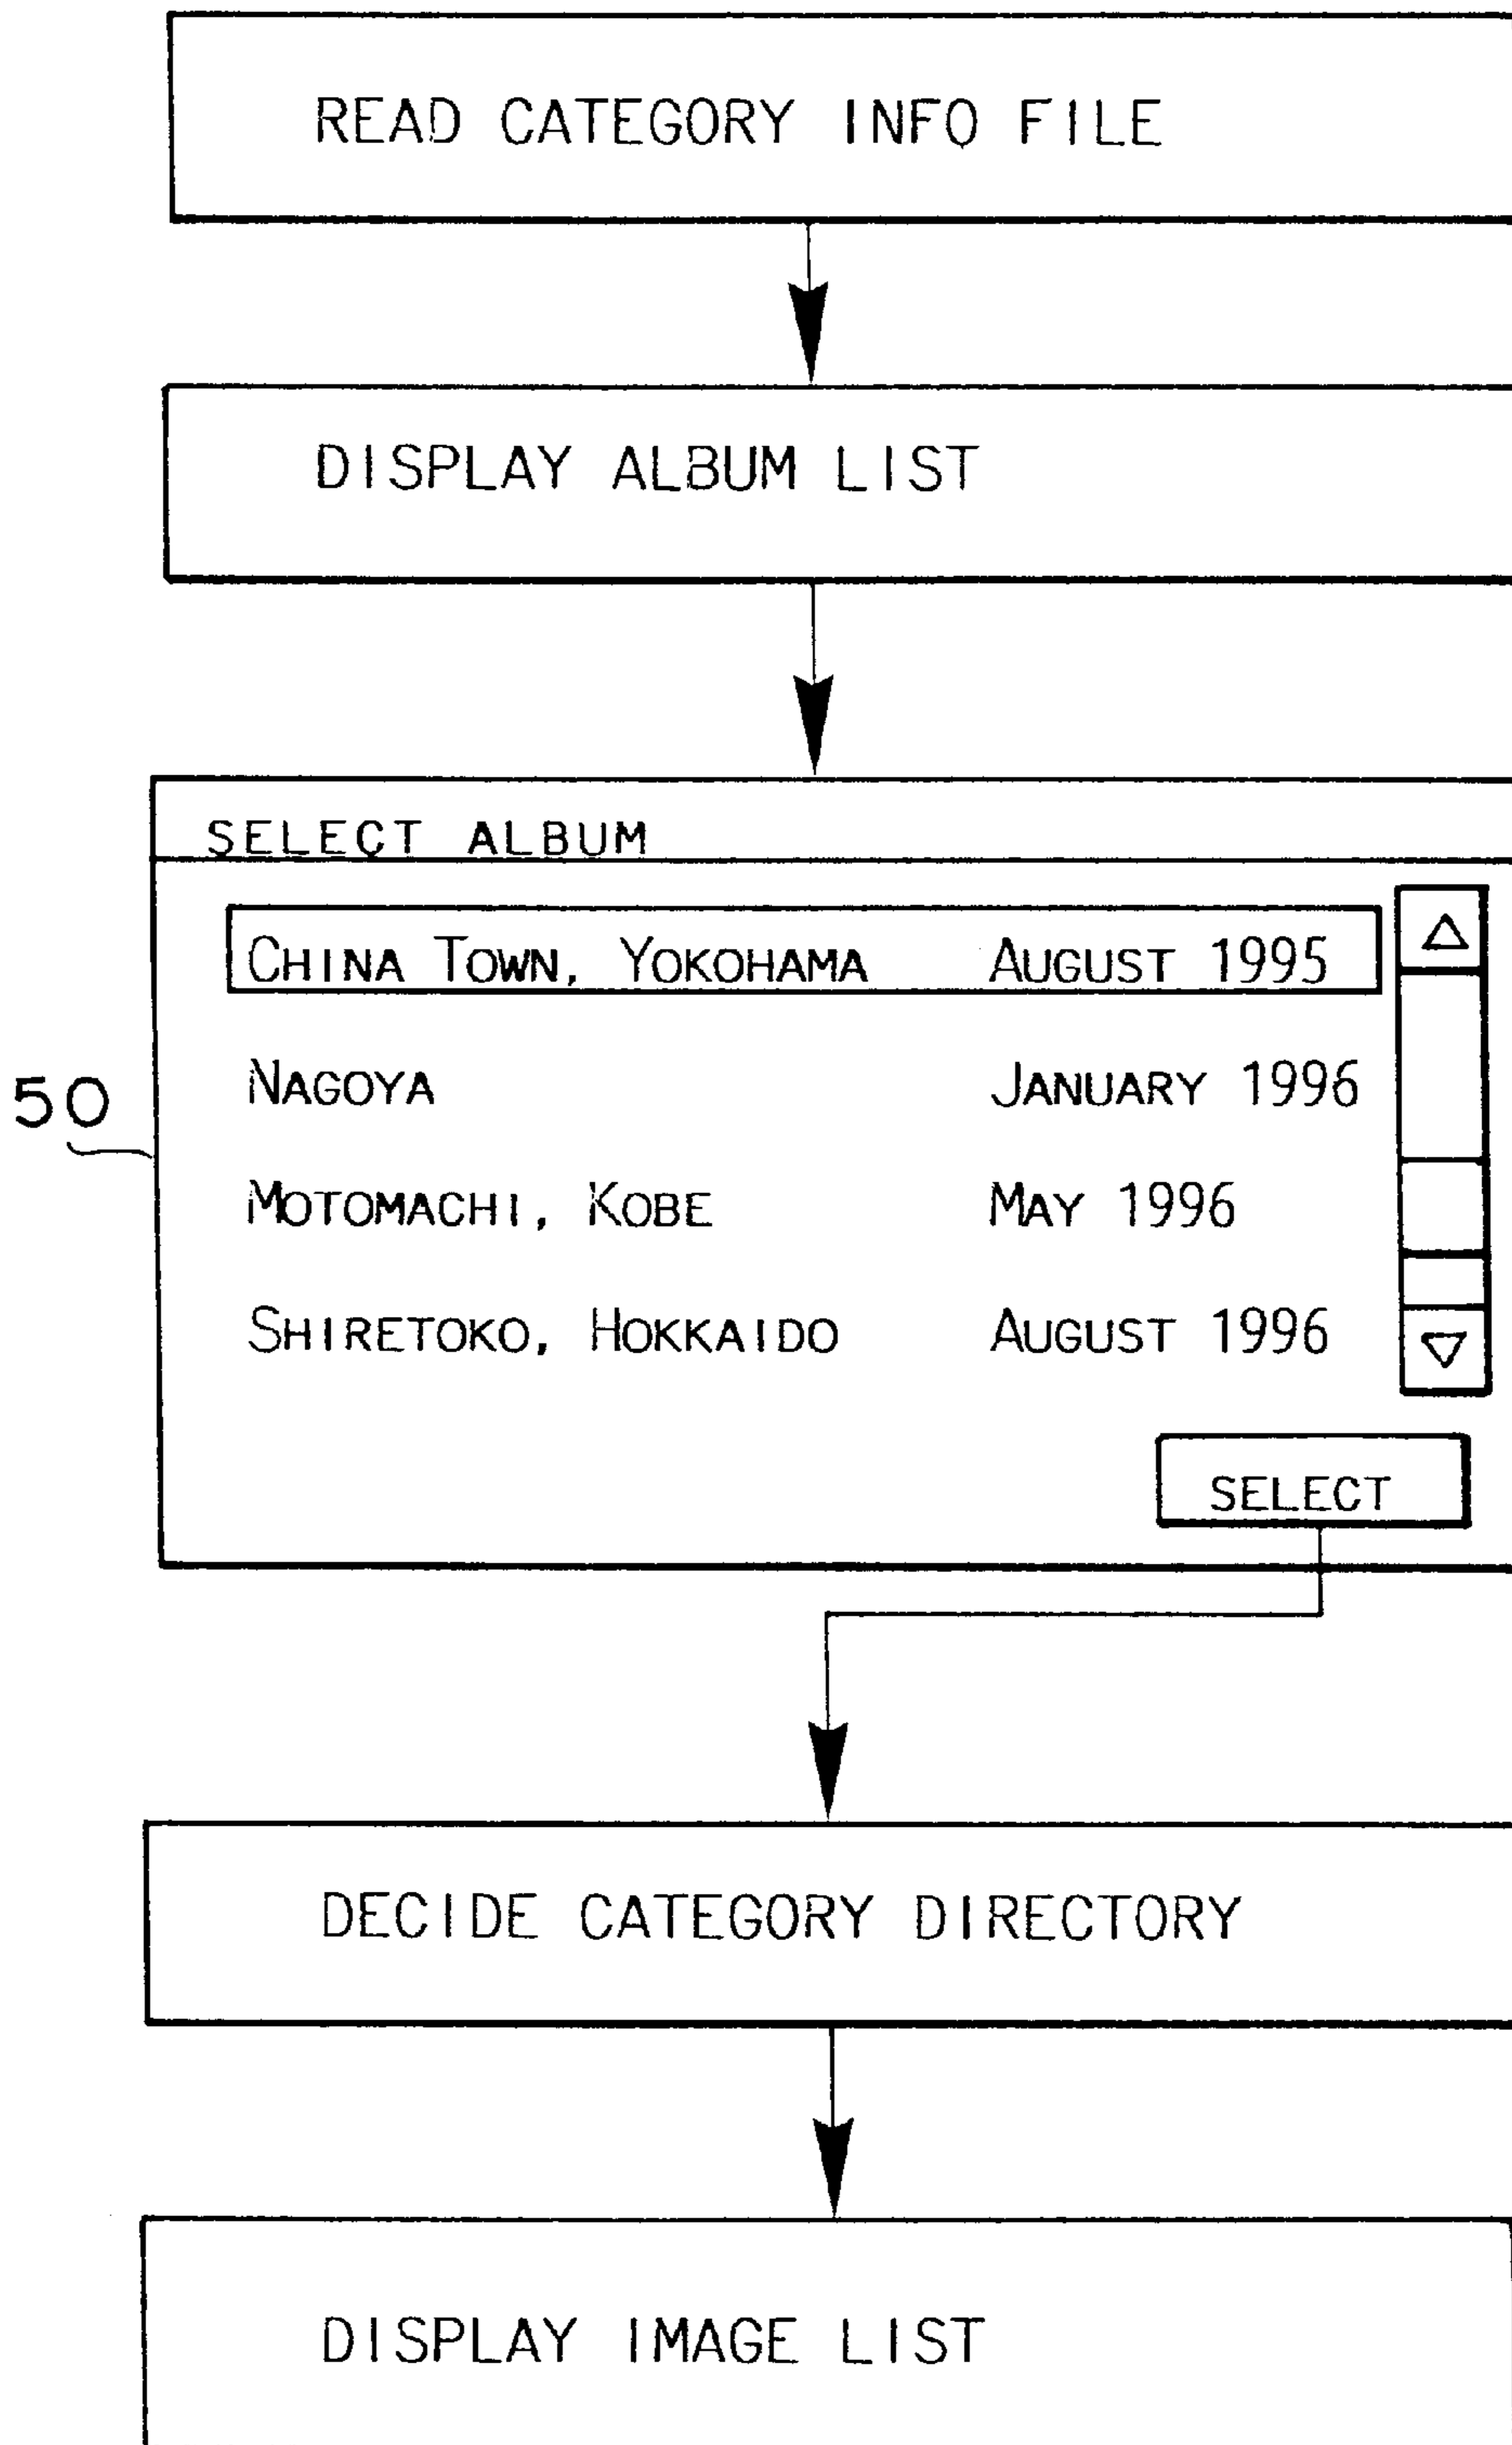 READ CATEGORY INFO FILE
DISPLAY ALBUM LIST
SELECT ALBUM
CHINA TOWN, YOKOHAMA AUGUST 1995
50
NAGOYA JANUARY 1996
MOTOMACHI, KOBE MAY 1996
SHIRETOKO, HOKKAIDO AUGUST 1996
SELECT
DECIDE CATEGORY DIRECTORY
DISPLAY IMAGE LIST